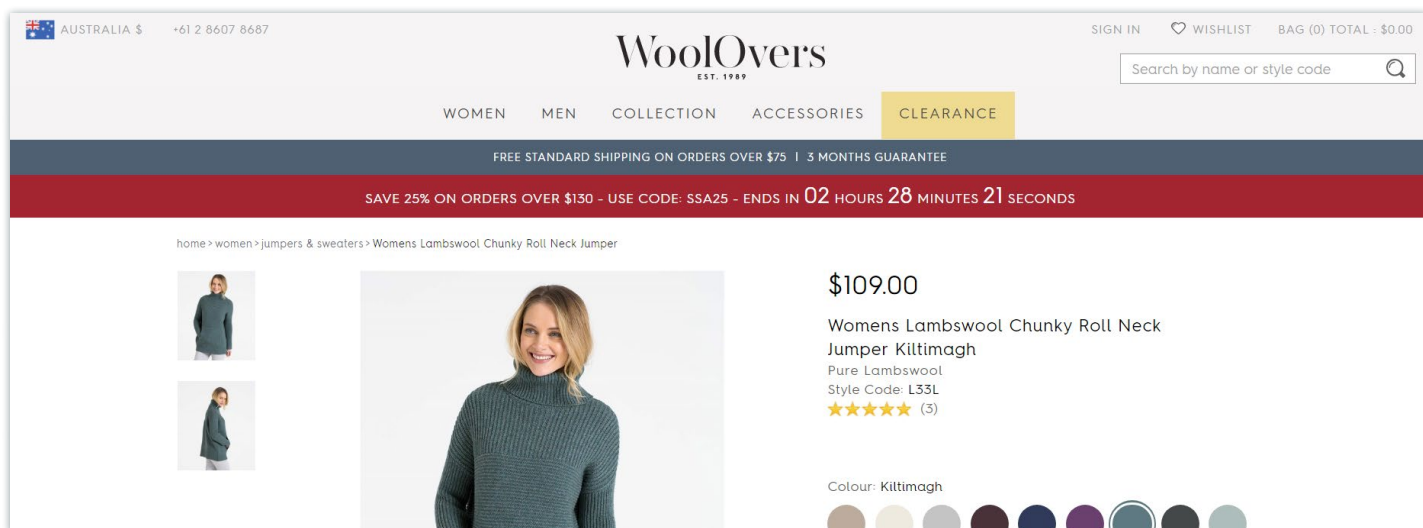 AUSTRALIA $ +61 2 8607 8687
SIGN IN WISHLIST BAG (0) TOTAL : $0.00
WoolOvers
EST. 1989
Search by name or style code
WOMEN MEN COLLECTION ACCESSORIES CLEARANCE
FREE STANDARD SHIPPING ON ORDERS OVER $75 | 3 MONTHS GUARANTEE
SAVE 25% ON ORDERS OVER $130 - USE CODE: SSA25 - ENDS IN 02 HOURS 28 MINUTES 21 SECONDS
home > women > jumpers & sweaters > Womens Lambswool Chunky Roll Neck Jumper
$109.00
Womens Lambswool Chunky Roll Neck
Jumper Kiltimagh
Pure Lambswool
Style Code: L33L
(3)
Colour: Kiltimagh